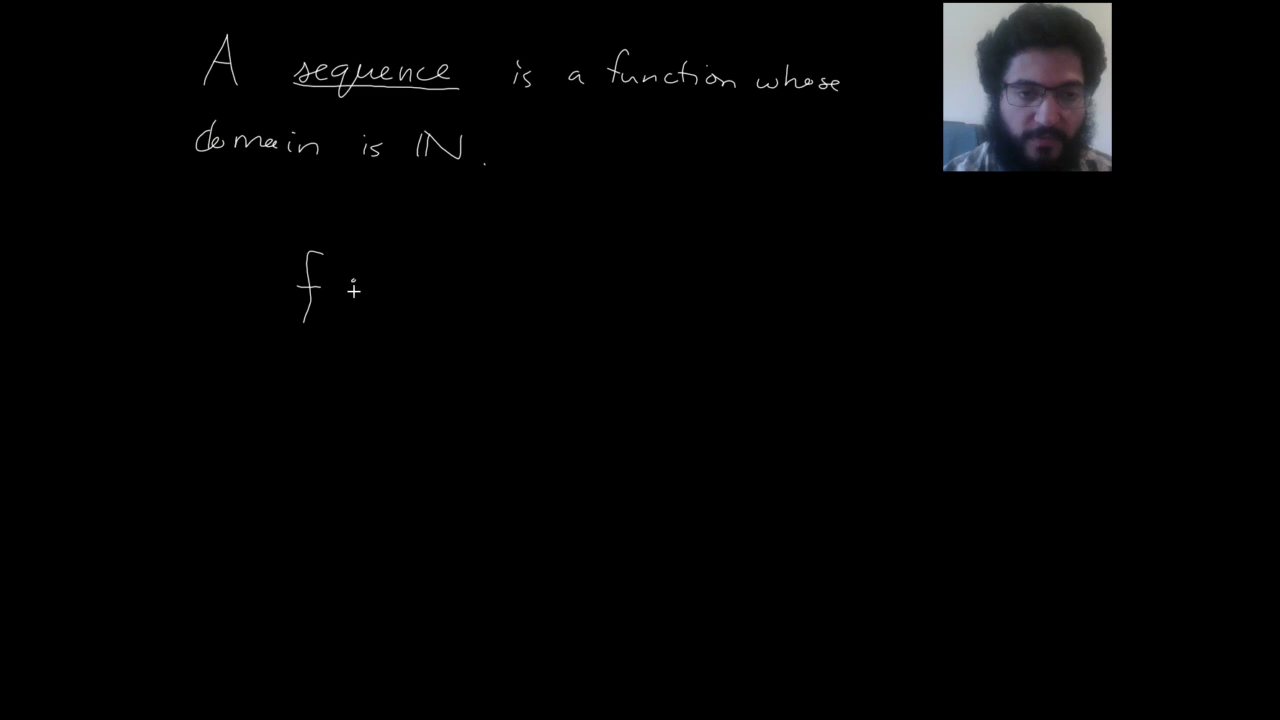 A sequence is a function whose
domain is ℕ.
f :